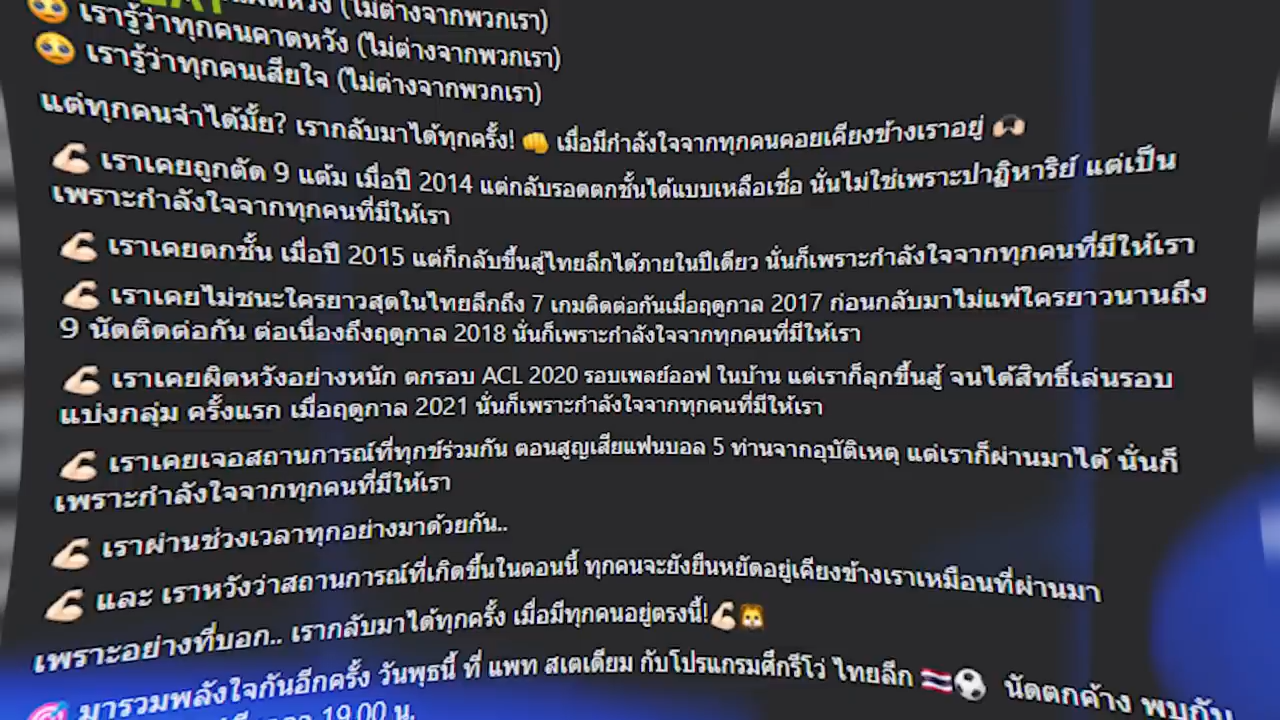 (ไม่ต่างจากพวกเรา)
🥺 เรารู้ว่าทุกคนคาดหวัง (ไม่ต่างจากพวกเรา)
🥺 เรารู้ว่าทุกคนเสียใจ (ไม่ต่างจากพวกเรา)
แต่ทุกคนจำได้มั้ย? เรากลับมาได้ทุกครั้ง! 👊 เมื่อมีกำลังใจจากทุกคนคอยเคียงข้างเราอยู่ 🙌🏻
💪🏻 เราเคยถูกตัด 9 แต้ม เมื่อปี 2014 แต่กลับรอดตกชั้นได้แบบเหลือเชื่อ นั่นไม่ใช่เพราะปาฏิหาริย์ แต่เป็น
เพราะกำลังใจจากทุกคนที่มีให้เรา
💪🏻 เราเคยตกชั้น เมื่อปี 2015 แต่ก็กลับขึ้นสู่ไทยลีกได้ภายในปีเดียว นั่นก็เพราะกำลังใจจากทุกคนที่มีให้เรา
💪🏻 เราเคยไม่ชนะใครยาวสุดในไทยลีกถึง 7 เกมติดต่อกันเมื่อฤดูกาล 2017 ก่อนกลับมาไม่แพ้ใครยาวนานถึง
9 นัดติดต่อกัน ต่อเนื่องถึงฤดูกาล 2018 นั่นก็เพราะกำลังใจจากทุกคนที่มีให้เรา
💪🏻 เราเคยผิดหวังอย่างหนัก ตกรอบ ACL 2020 รอบเพลย์ออฟ ในบ้าน แต่เราก็ลุกขึ้นสู้ จนได้สิทธิ์เล่นรอบ
แบ่งกลุ่ม ครั้งแรก เมื่อฤดูกาล 2021 นั่นก็เพราะกำลังใจจากทุกคนที่มีให้เรา
💪🏻 เราเคยเจอสถานการณ์ที่ทุกข์ร่วมกัน ตอนสูญเสียแฟนบอล 5 ท่านจากอุบัติเหตุ แต่เราก็ผ่านมาได้ นั่นก็
เพราะกำลังใจจากทุกคนที่มีให้เรา
💪🏻 เราผ่านช่วงเวลาทุกอย่างมาด้วยกัน..
💪🏻 และ เราหวังว่าสถานการณ์ที่เกิดขึ้นในตอนนี้ ทุกคนจะยังยืนหยัดอยู่เคียงข้างเราเหมือนที่ผ่านมา
เพราะอย่างที่บอก.. เรากลับมาได้ทุกครั้ง เมื่อมีทุกคนอยู่ตรงนี้!💪🏻🐯
🎯 มารวมพลังใจกันอีกครั้ง วันพุธนี้ ที่ แพท สเตเดียม กับโปรแกรมศึกรีโว่ ไทยลีก 🇹🇭⚽ นัดตกค้าง พบกับ
19.00 น.